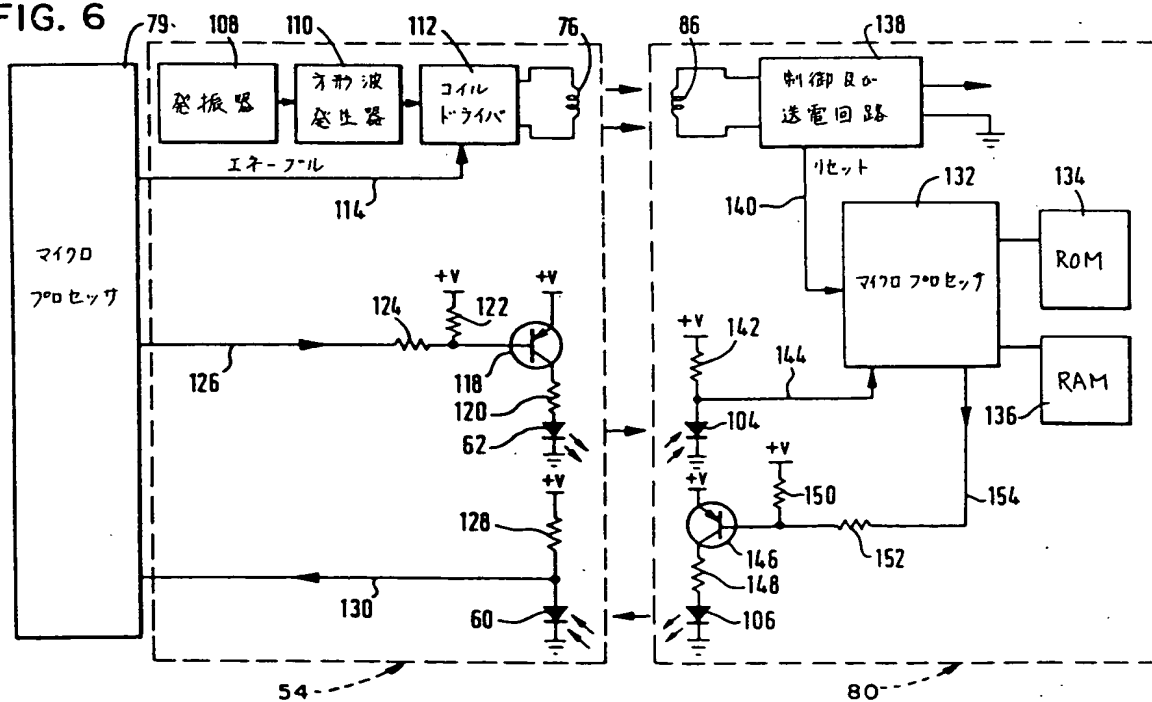 FIG. 6
79
108
110
112
76
86
138
発振器
方形波
発生器
コイル
ドライバ
制御及び
送電回路
エネーブル
114
リセット
140
132
134
マイクロ
プロセッサ
マイクロ プロセッサ
ROM
RAM
136
+V
+V
124
122
126
118
120
62
+V
128
130
60
+V
142
144
104
+V
+V
150
154
146
152
148
106
54
80